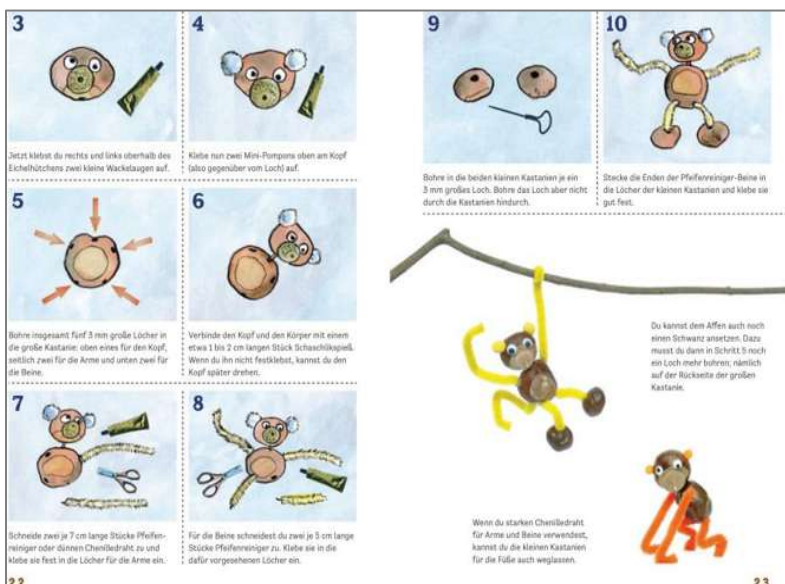 3
4
Jetzt klebst du rechts und links oberhalb des
Eichelhütchens zwei kleine Wackelaugen auf.
Klebe nun zwei Mini-Pompons oben am Kopf
(also gegenüber vom Loch) auf.
5
6
Bohre insgesamt fünf 3 mm große Löcher in
die große Kastanie: oben eines für den Kopf,
seitlich zwei für die Arme und unten zwei für
die Beine.
Verbinde den Kopf und den Körper mit einem
etwa 1 bis 2 cm langen Stück Schaschlikspieß.
Wenn du ihn nicht festklebst, kannst du den
Kopf später drehen.
7
8
Schneide zwei je 7 cm lange Stücke Pfeifen-
reiniger oder dünnen Chenilledraht zu und
klebe sie fest in die Löcher für die Arme ein.
Für die Beine schneidest du zwei je 5 cm lange
Stücke Pfeifenreiniger zu. Klebe sie in die
dafür vorgesehenen Löcher ein.
22
9
10
Bohre in die beiden kleinen Kastanien je ein
3 mm großes Loch. Bohre das Loch aber nicht
durch die Kastanien hindurch.
Stecke die Enden der Pfeifenreiniger-Beine in
die Löcher der kleinen Kastanien und klebe sie
gut fest.
Du kannst dem Affen auch noch
einen Schwanz ansetzen. Dazu
musst du dann in Schritt 5 noch
ein Loch mehr bohren; nämlich
auf der Rückseite der großen
Kastanie.
Wenn du starken Chenilledraht
für Arme und Beine verwendest,
kannst du die kleinen Kastanien
für die Füße auch weglassen.
23